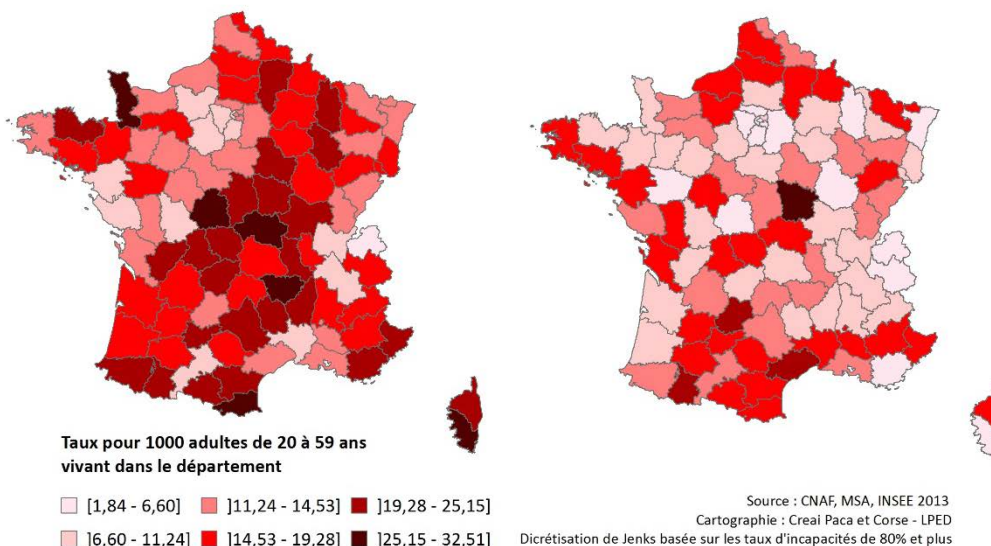 Taux pour 1000 adultes de 20 à 59 ans
vivant dans le département
[1,84 - 6,60] ]11,24 - 14,53] ]19,28 - 25,15]
]6,60 - 11,24] ]14,53 - 19,28] ]25,15 - 32,51]
Source : CNAF, MSA, INSEE 2013
Cartographie : Creai Paca et Corse - LPED
Dicrétisation de Jenks basée sur les taux d'incapacités de 80% et plus